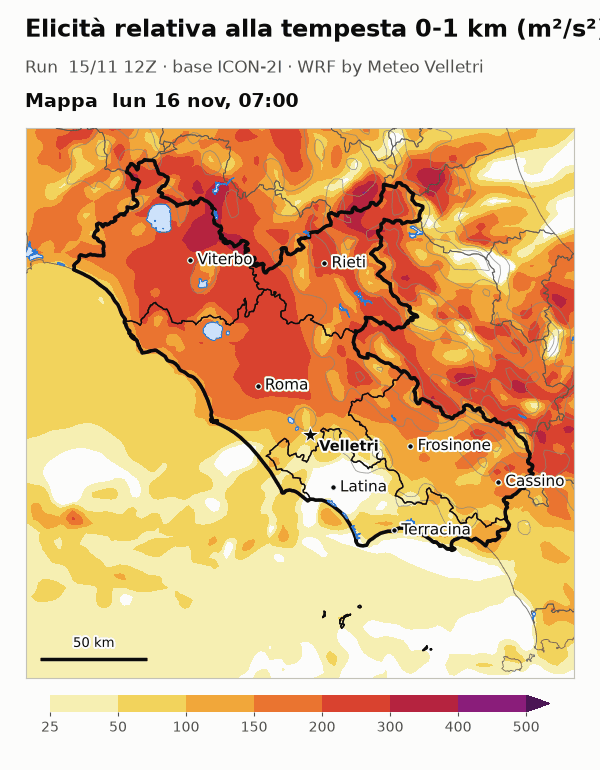 Elicità relativa alla tempesta 0-1 km (m²/s²)
Run 15/11 12Z · base ICON-2I · WRF by Meteo Velletri
Mappa lun 16 nov, 07:00
Viterbo
Rieti
Roma
Velletri
Frosinone
Latina
Cassino
Terracina
50 km
25 50 100 150 200 300 400 500